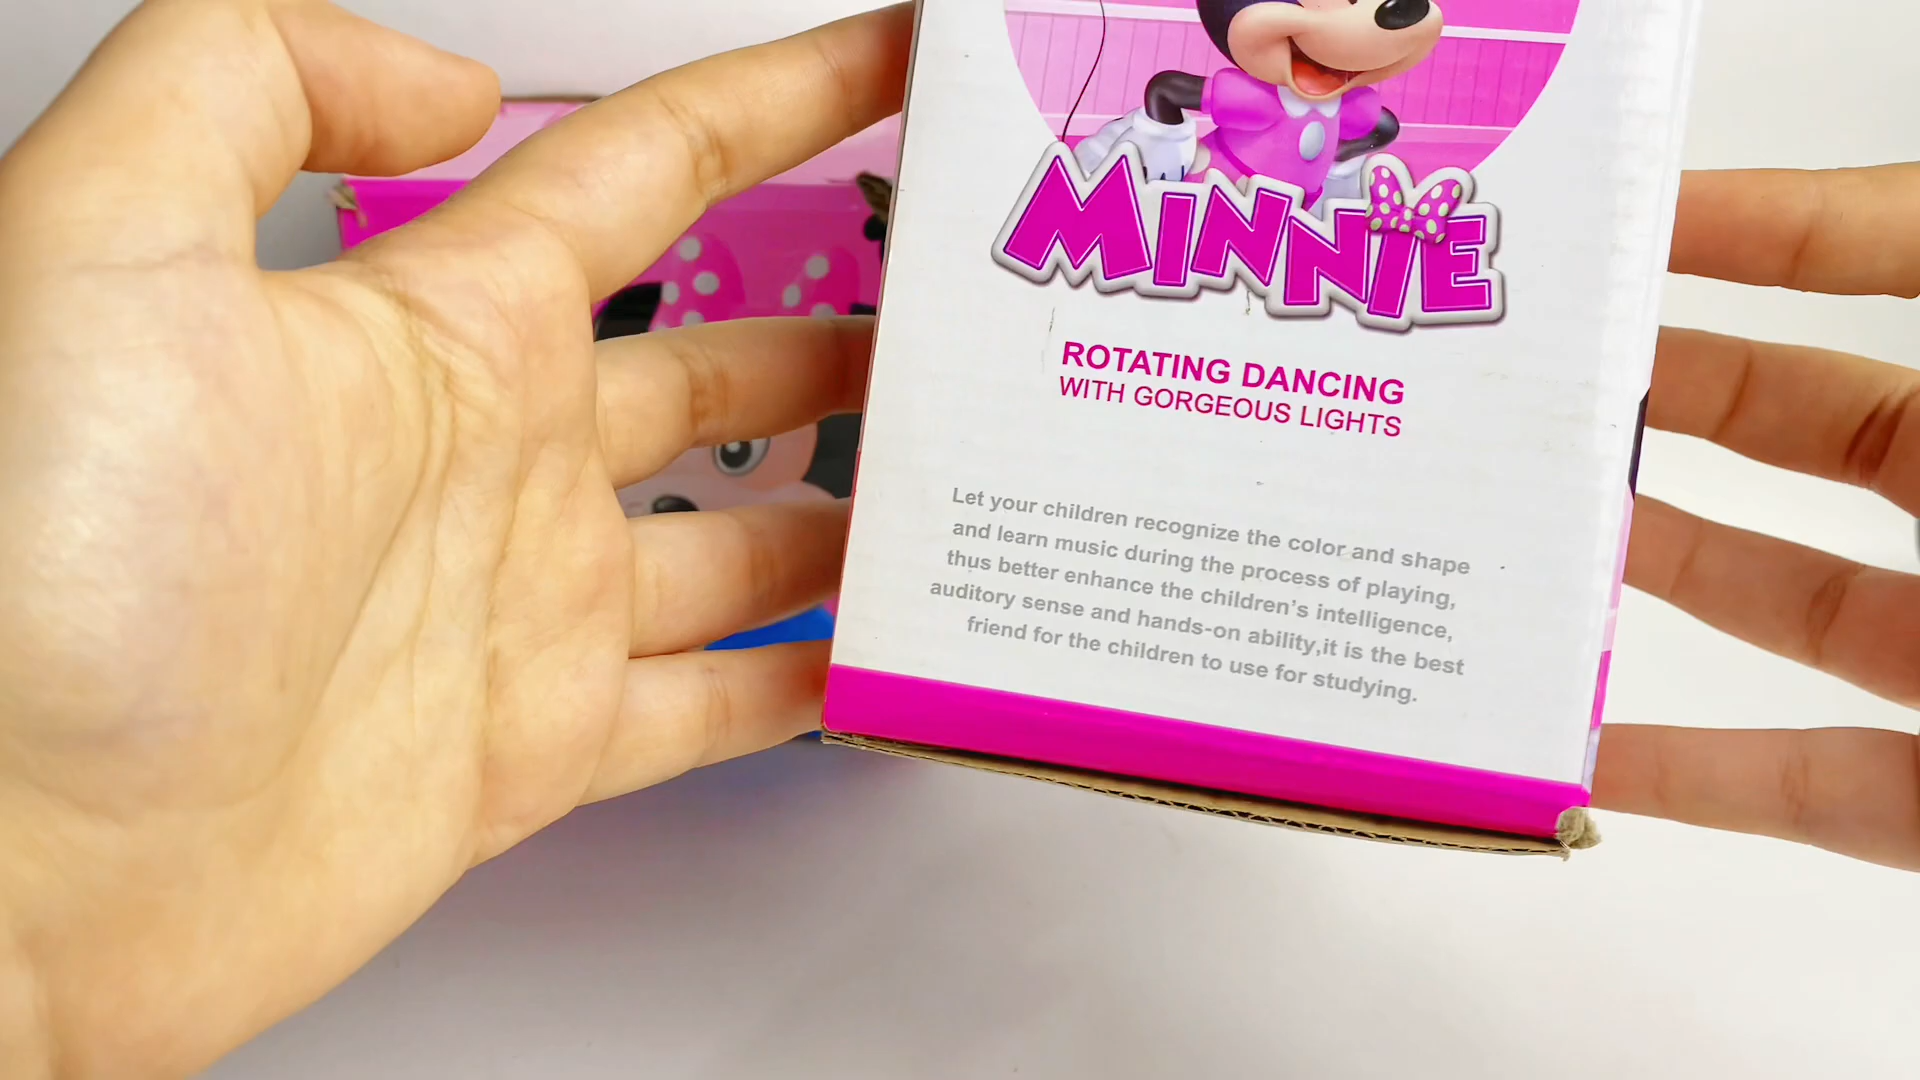 MINNIE
ROTATING DANCING
WITH GORGEOUS LIGHTS
Let your children recognize the color and shape
and learn music during the process of playing,
thus better enhance the children's intelligence,
auditory sense and hands-on ability,it is the best
friend for the children to use for studying.